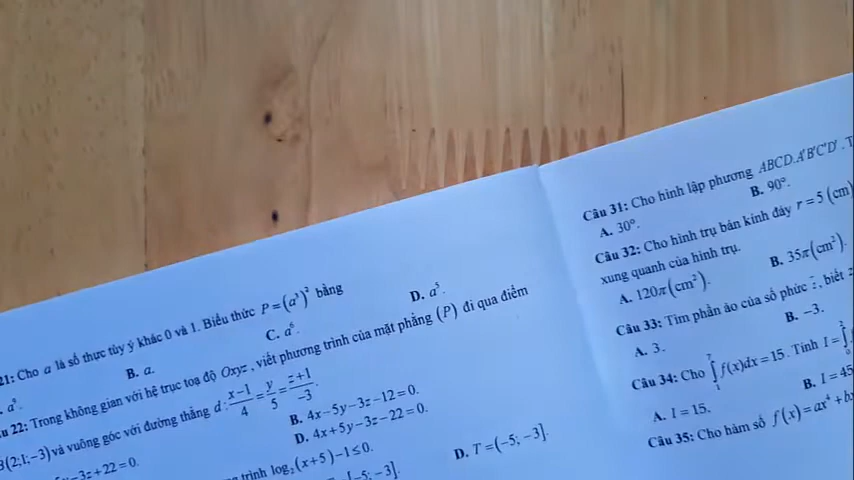 21: Cho a là số thực tùy ý khác 0 và 1. Biểu thức P=(a³)² bằng
a⁹.
B. a.
C. a⁶.
D. a⁵.
22: Trong không gian với hệ trục toạ độ Oxyz, viết phương trình của mặt phẳng (P) đi qua điểm
(2;1;−3) và vuông góc với đường thẳng d: (x−1)/4 = y/5 = (z+1)/−3.
−3z+22=0.
B. 4x−5y−3z−12=0.
D. 4x+5y−3z−22=0.
trình log₂(x+5)−1≤0.
−5;−3].
D. T=(−5;−3].
Câu 31: Cho hình lập phương ABCD.A'B'C'D'.
A. 30°.
B. 90°.
Câu 32: Cho hình trụ bán kính đáy r=5(cm)
xung quanh của hình trụ.
A. 120π(cm²).
B. 35π(cm²).
Câu 33: Tìm phần ảo của số phức z, biết
A. 3.
B. −3.
Câu 34: Cho ∫ f(x)dx=15. Tính I=∫
A. I=15.
B. I=45
Câu 35: Cho hàm số f(x)=ax⁴+bx